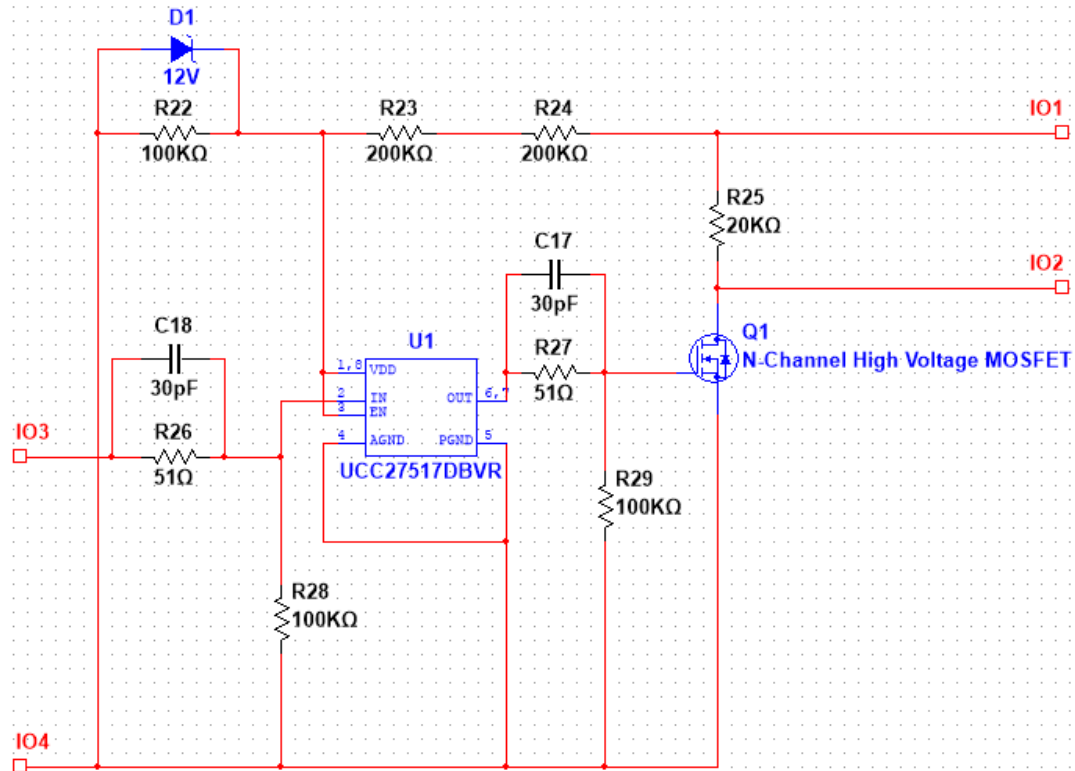 D1
12V
R22
100KΩ
R23
200KΩ
R24
200KΩ
IO1
R25
20KΩ
IO2
C17
30pF
Q1
N-Channel High Voltage MOSFET
C18
30pF
U1
R27
51Ω
1,8 VDD
2 IN
3 EN
4 AGND
OUT 6,7
PGND 5
UCC27517DBVR
IO3
R26
51Ω
R29
100KΩ
R28
100KΩ
IO4